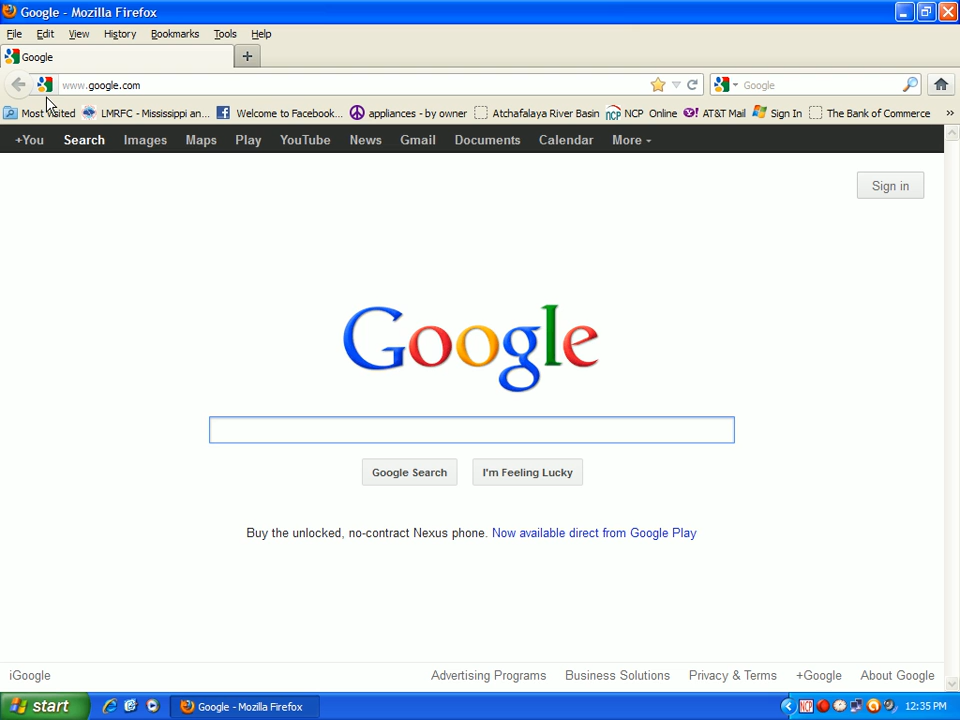 Google - Mozilla Firefox
File Edit View History Bookmarks Tools Help
Google
www.google.com Google
Most Visited LMRFC - Mississippi an... Welcome to Facebook... appliances - by owner Atchafalaya River Basin NCP NCP Online Y! AT&T Mail Sign In The Bank of Commerce »
+You Search Images Maps Play YouTube News Gmail Documents Calendar More
Sign in
Google
Google Search I'm Feeling Lucky
Buy the unlocked, no-contract Nexus phone. Now available direct from Google Play
iGoogle Advertising Programs Business Solutions Privacy & Terms +Google About Google
start Google - Mozilla Firefox NCP 12:35 PM